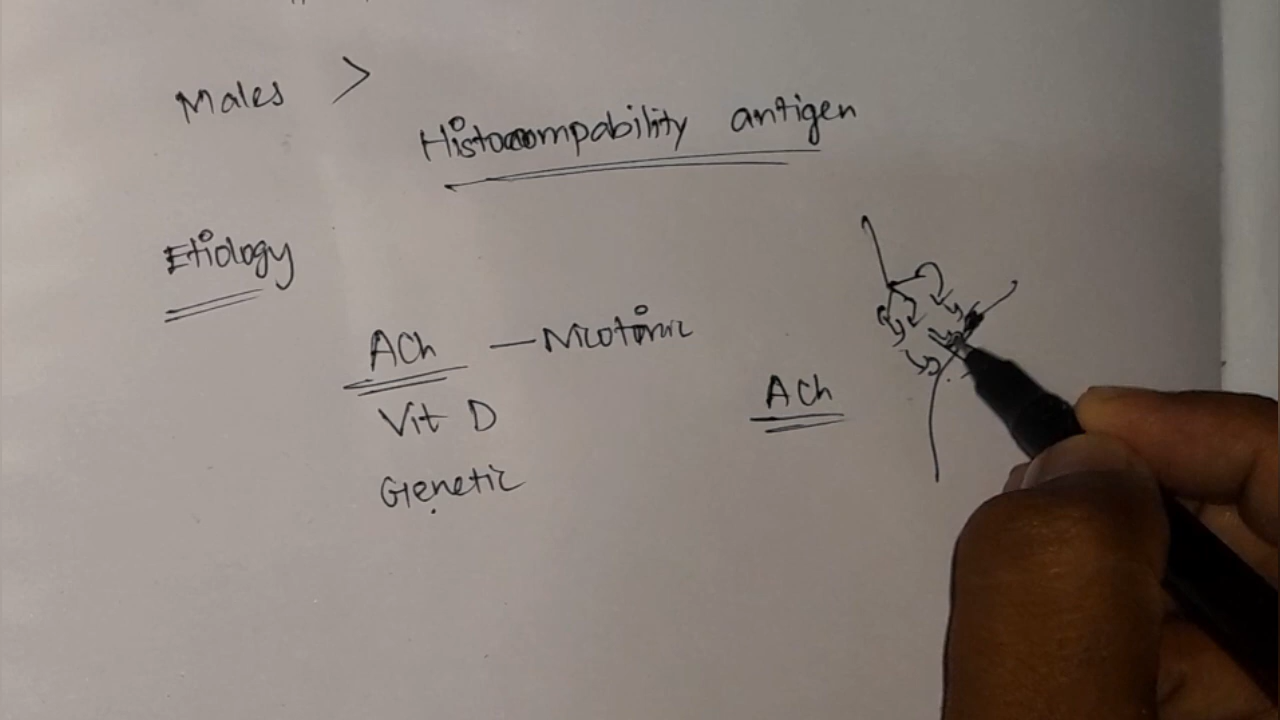 Males >
Histocompability antigen
Etiology
ACh — Nicotinic
Vit D
ACh
Genetic